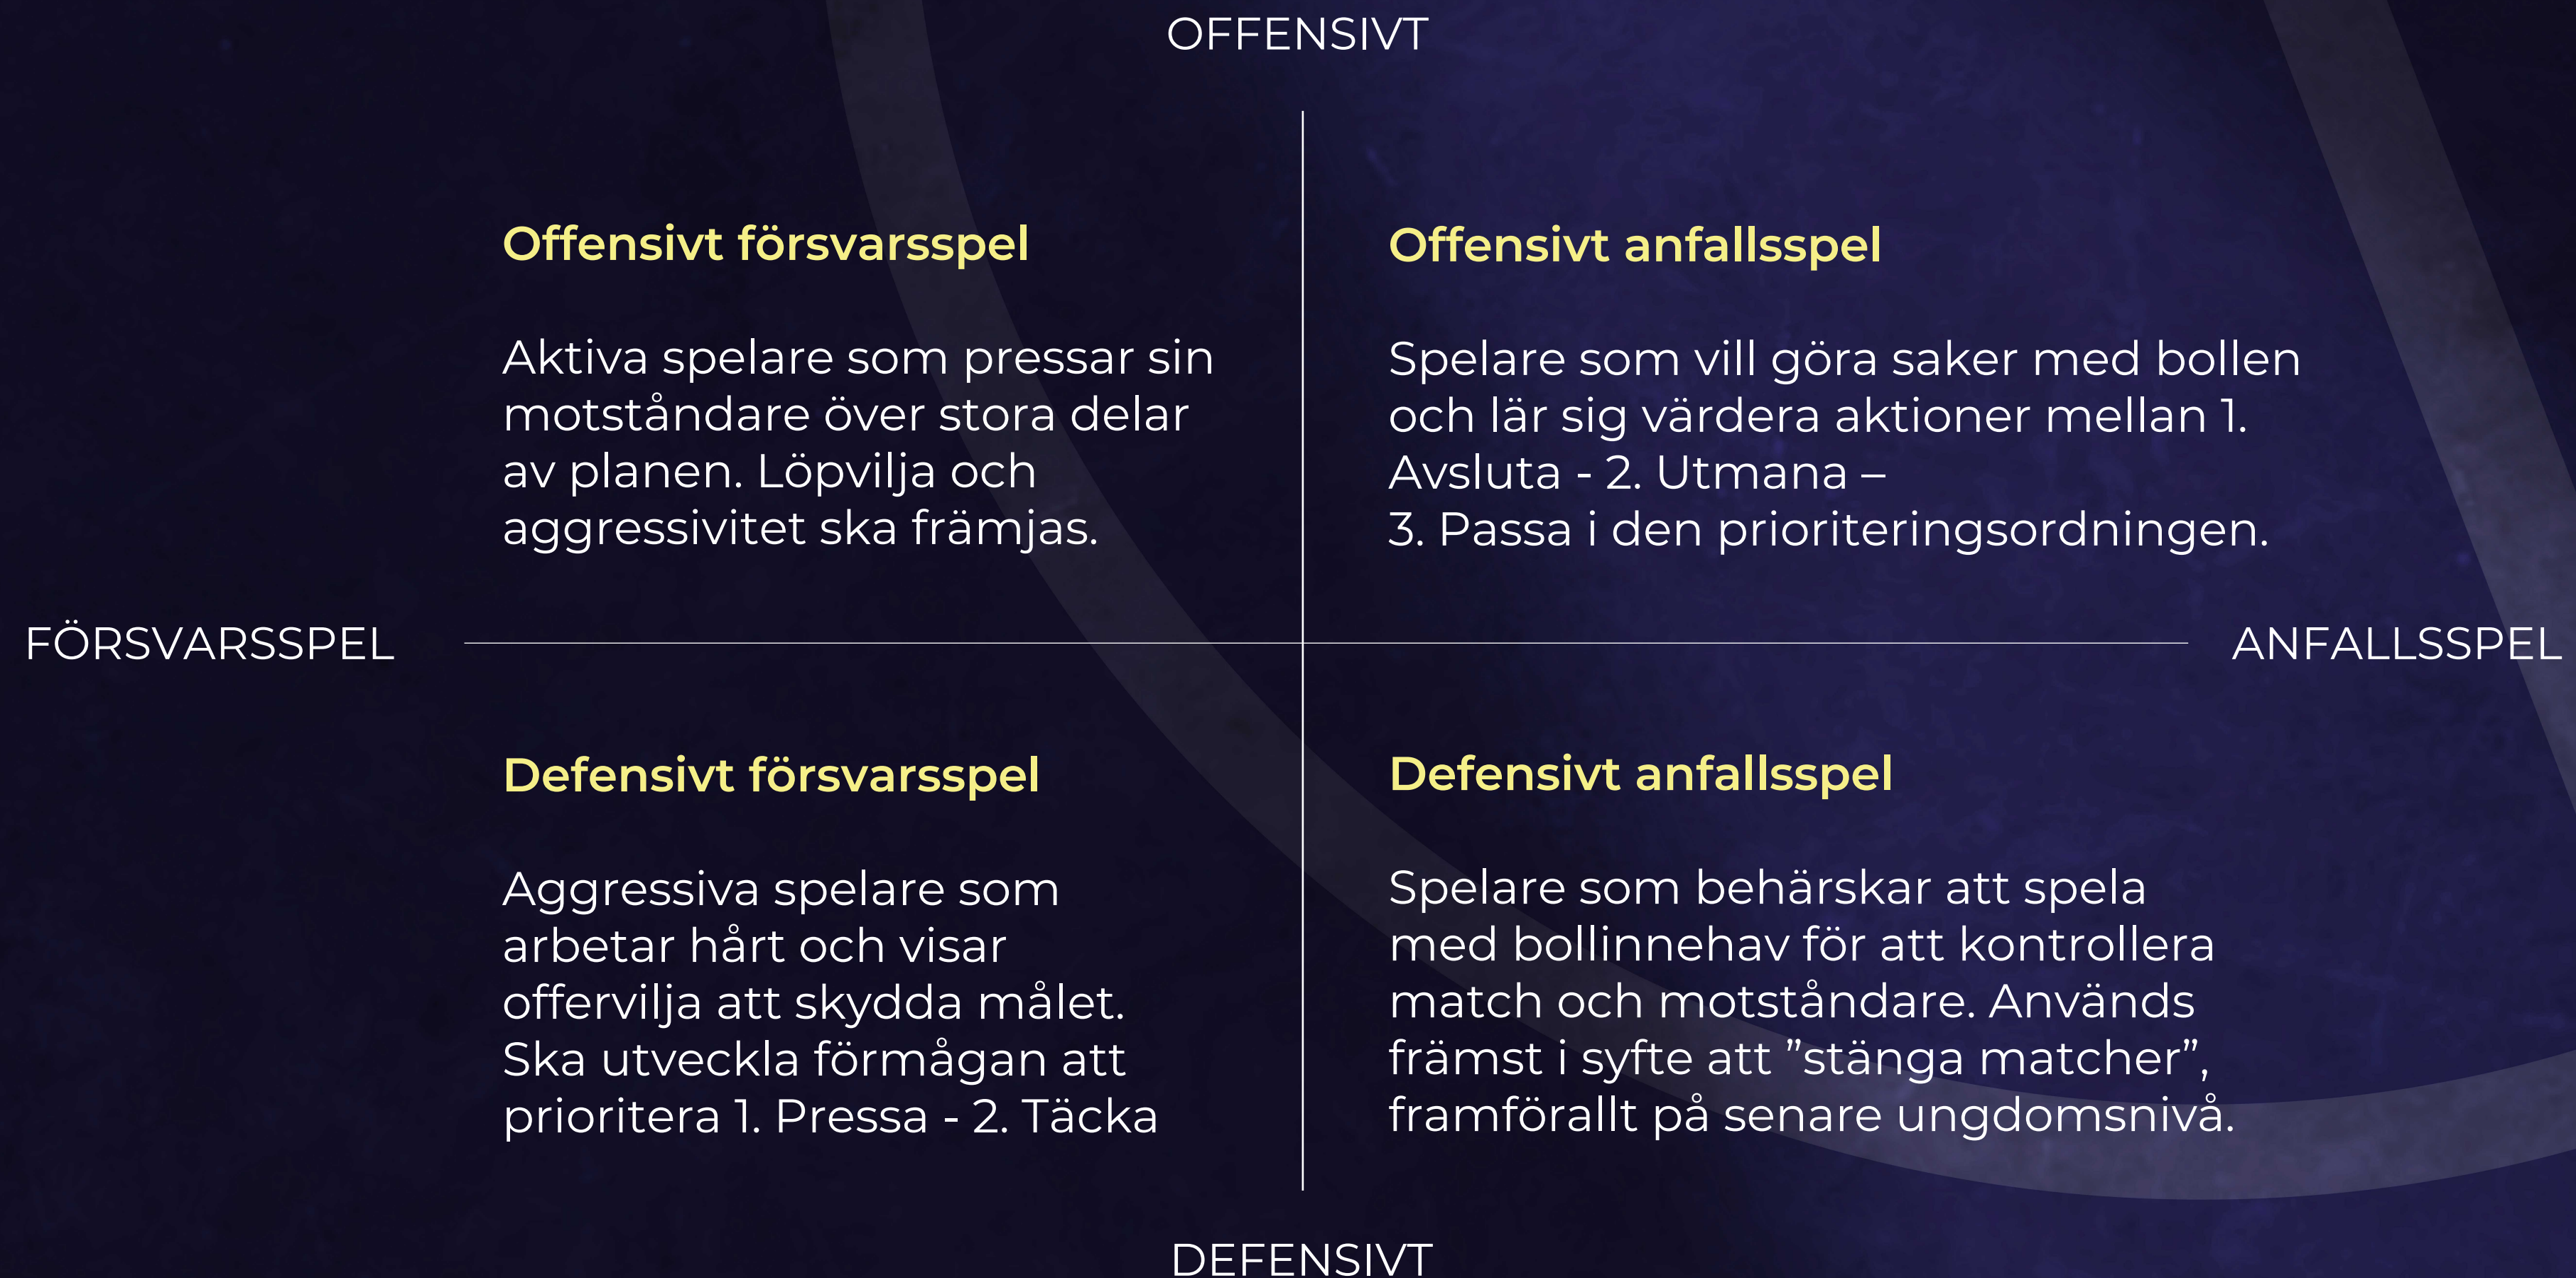 OFFENSIVT
Offensivt försvarsspel
Aktiva spelare som pressar sin
motståndare över stora delar
av planen. Löpvilja och
aggressivitet ska främjas.
Offensivt anfallsspel
Spelare som vill göra saker med bollen
och lär sig värdera aktioner mellan 1.
Avsluta - 2. Utmana –
3. Passa i den prioriteringsordningen.
FÖRSVARSSPEL
ANFALLSSPEL
Defensivt försvarsspel
Aggressiva spelare som
arbetar hårt och visar
offervilja att skydda målet.
Ska utveckla förmågan att
prioritera 1. Pressa - 2. Täcka
Defensivt anfallsspel
Spelare som behärskar att spela
med bollinnehav för att kontrollera
match och motståndare. Används
främst i syfte att ”stänga matcher”,
framförallt på senare ungdomsnivå.
DEFENSIVT